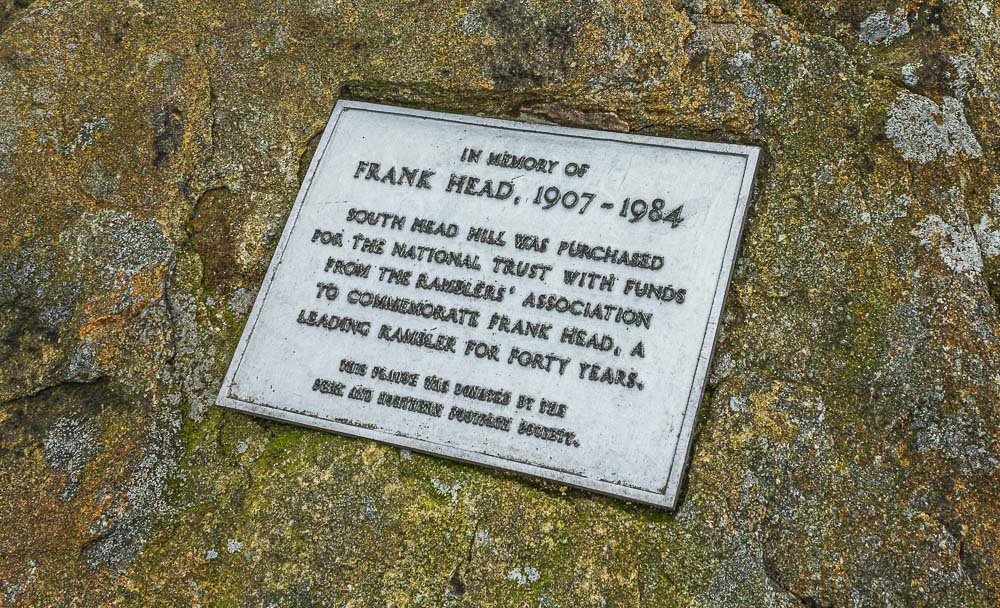 IN MEMORY OF
FRANK HEAD, 1907 - 1984
SOUTH HEAD HILL WAS PURCHASED
FOR THE NATIONAL TRUST WITH FUNDS
FROM THE RAMBLERS' ASSOCIATION
TO COMMEMORATE FRANK HEAD, A
LEADING RAMBLER FOR FORTY YEARS.
THIS PLAQUE WAS DONATED BY THE
PEAK AND NORTHERN FOOTPATH SOCIETY.